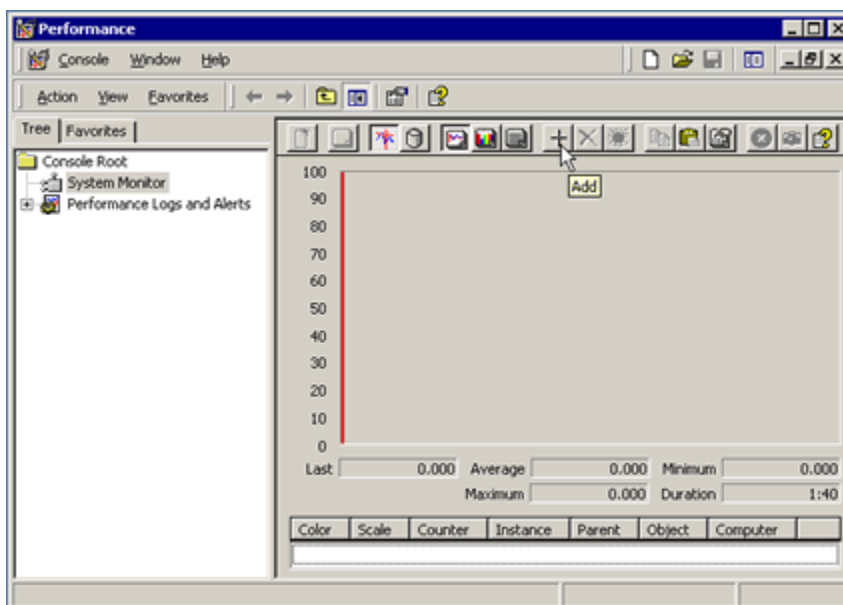 Performance
Console Window Help
Action View Favorites
Tree Favorites
Console Root
System Monitor
Performance Logs and Alerts
Add
100
90
80
70
60
50
40
30
20
10
0
Last 0.000 Average 0.000 Minimum 0.000
Maximum 0.000 Duration 1:40
Color Scale Counter Instance Parent Object Computer